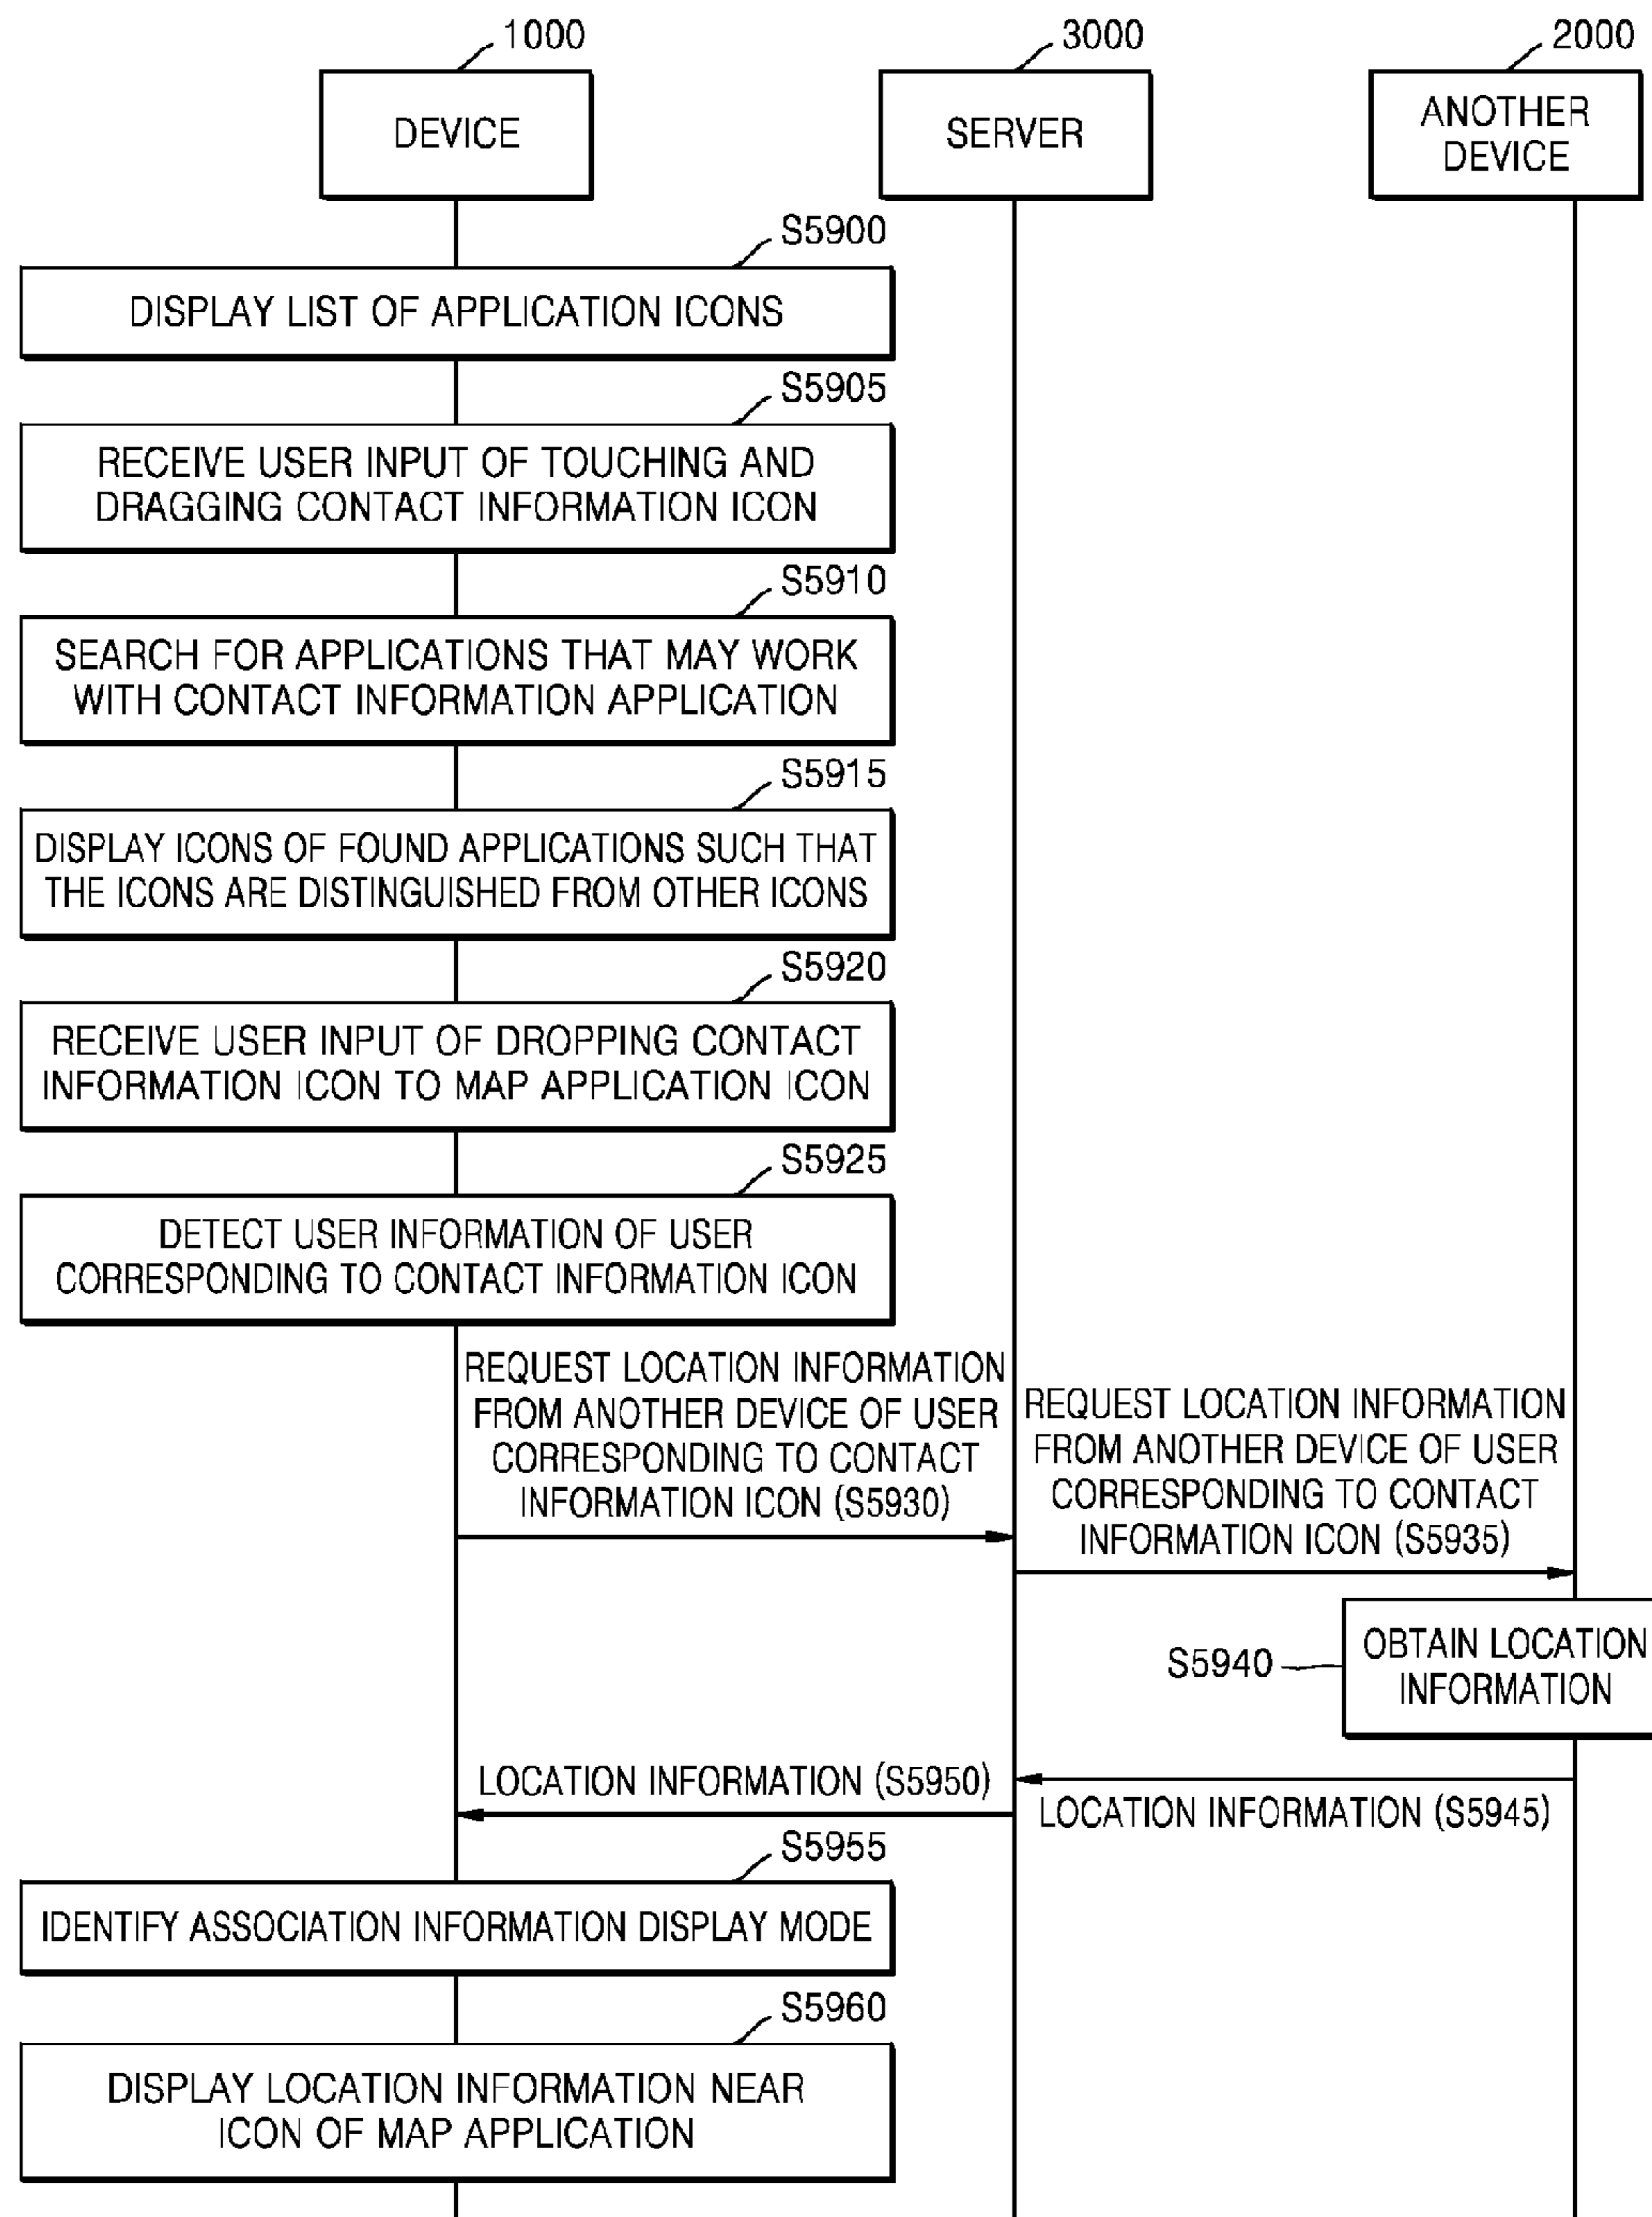 1000
3000
2000
DEVICE
SERVER
ANOTHER
DEVICE
S5900
DISPLAY LIST OF APPLICATION ICONS
S5905
RECEIVE USER INPUT OF TOUCHING AND
DRAGGING CONTACT INFORMATION ICON
S5910
SEARCH FOR APPLICATIONS THAT MAY WORK
WITH CONTACT INFORMATION APPLICATION
S5915
DISPLAY ICONS OF FOUND APPLICATIONS SUCH THAT
THE ICONS ARE DISTINGUISHED FROM OTHER ICONS
S5920
RECEIVE USER INPUT OF DROPPING CONTACT
INFORMATION ICON TO MAP APPLICATION ICON
S5925
DETECT USER INFORMATION OF USER
CORRESPONDING TO CONTACT INFORMATION ICON
REQUEST LOCATION INFORMATION
FROM ANOTHER DEVICE OF USER
CORRESPONDING TO CONTACT
INFORMATION ICON (S5930)
REQUEST LOCATION INFORMATION
FROM ANOTHER DEVICE OF USER
CORRESPONDING TO CONTACT
INFORMATION ICON (S5935)
S5940
OBTAIN LOCATION
INFORMATION
LOCATION INFORMATION (S5950)
LOCATION INFORMATION (S5945)
S5955
IDENTIFY ASSOCIATION INFORMATION DISPLAY MODE
S5960
DISPLAY LOCATION INFORMATION NEAR
ICON OF MAP APPLICATION